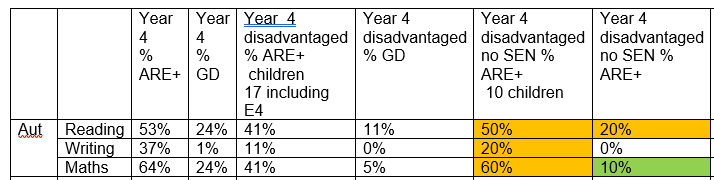 Year 4 % ARE+
Year 4 % GD
Year 4 disadvantaged % ARE+ children 17 including E4
Year 4 disadvantaged % GD
Year 4 disadvantaged no SEN % ARE+ 10 children
Year 4 disadvantaged no SEN % ARE+
Aut Reading 53% 24% 41% 11% 50% 20%
Writing 37% 1% 11% 0% 20% 0%
Maths 64% 24% 41% 5% 60% 10%